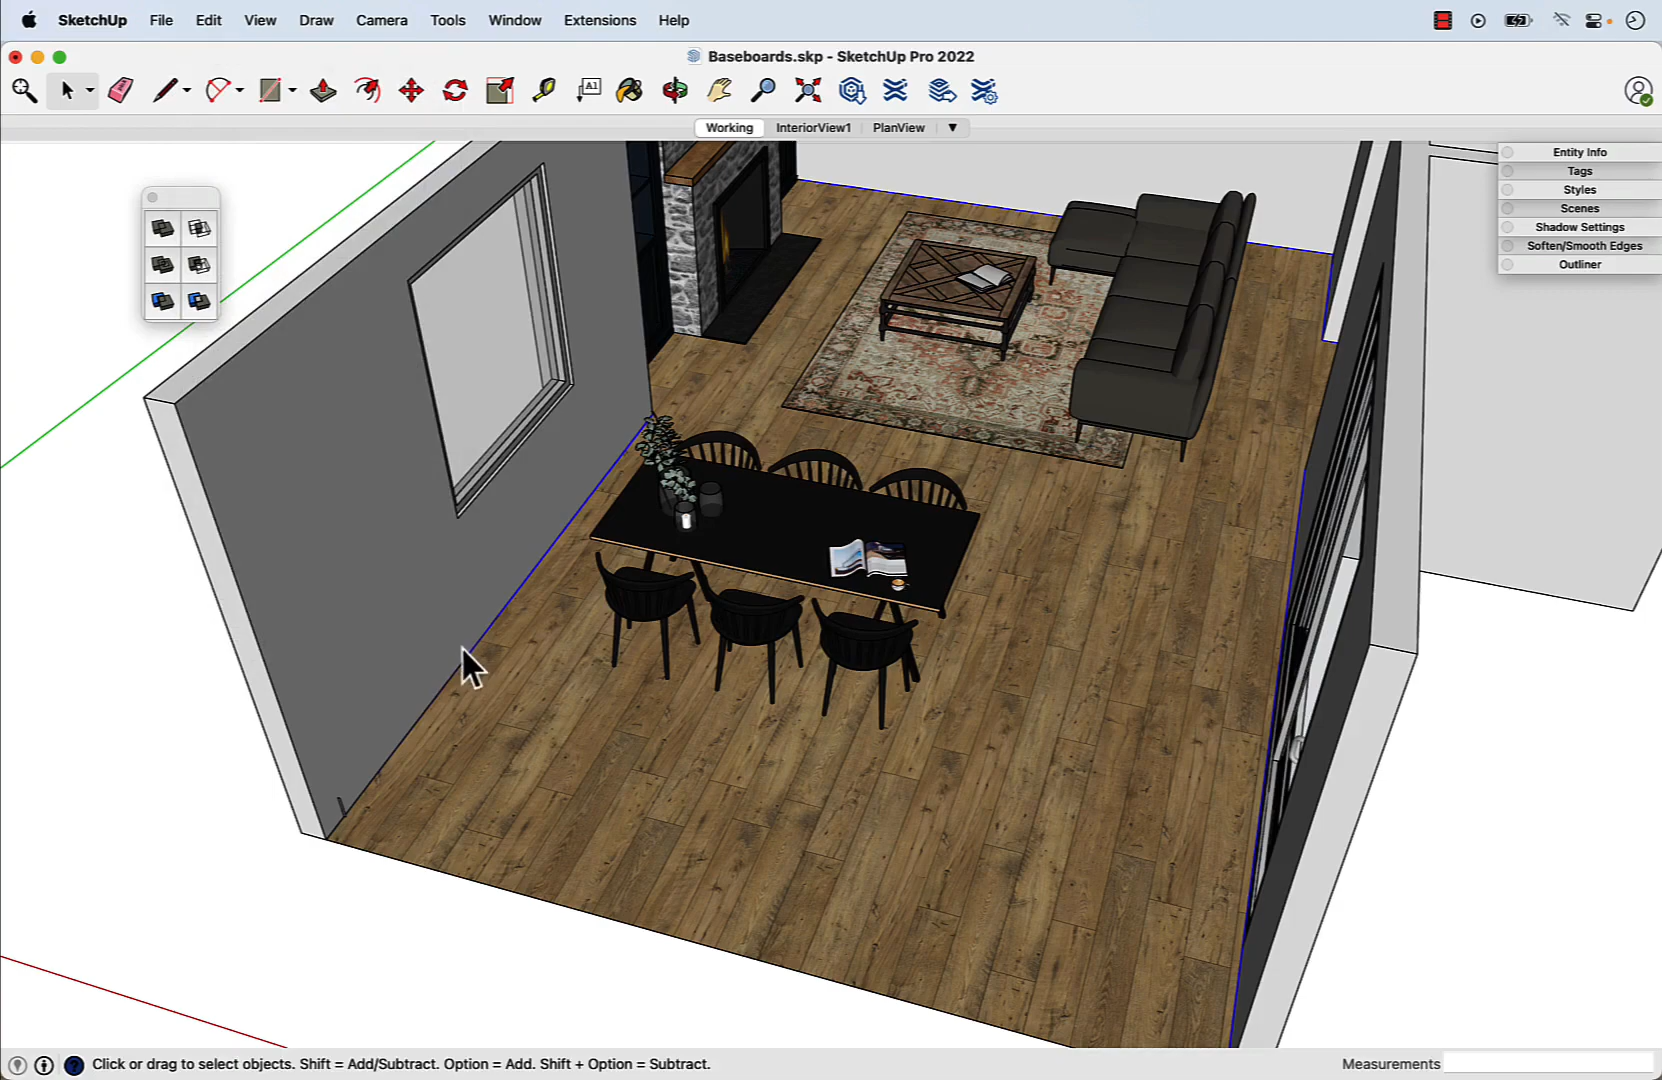 SketchUp File Edit View Draw Camera Tools Window Extensions Help
Baseboards.skp - SketchUp Pro 2022
A1
Working InteriorView1 PlanView
Entity Info
Tags
Styles
Scenes
Shadow Settings
Soften/Smooth Edges
Outliner
Click or drag to select objects. Shift = Add/Subtract. Option = Add. Shift + Option = Subtract.
Measurements